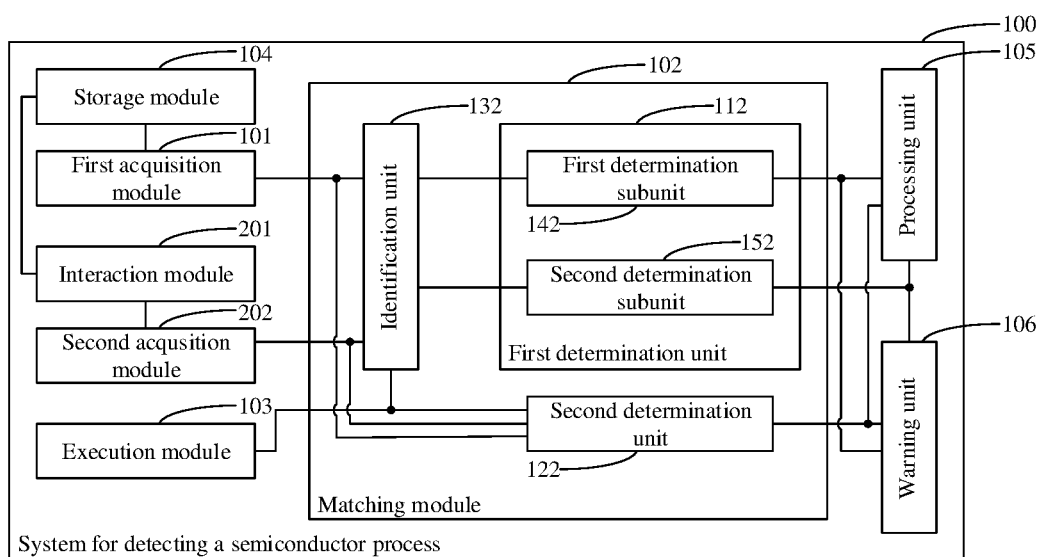 100
104
Storage module
102
105
132
112
101
First acquisition
module
First determination
subunit
142
Identification unit
Processing unit
201
Interaction module
152
Second determination
subunit
202
Second acqusition
module
First determination unit
106
103
Execution module
Second determination
unit
122
Warning unit
Matching module
System for detecting a semiconductor process